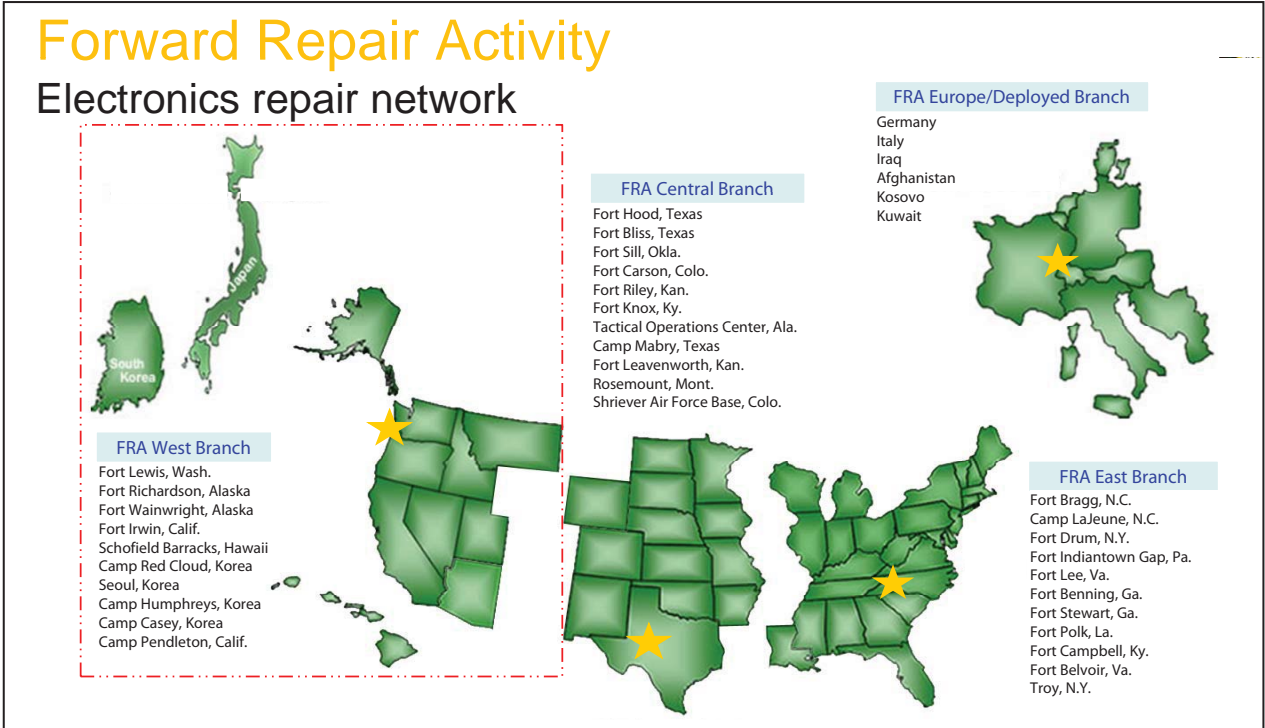 Forward Repair Activity
Electronics repair network
FRA Europe/Deployed Branch
Germany
Italy
Iraq
Afghanistan
Kosovo
Kuwait
FRA Central Branch
Fort Hood, Texas
Fort Bliss, Texas
Fort Sill, Okla.
Fort Carson, Colo.
Fort Riley, Kan.
Fort Knox, Ky.
Tactical Operations Center, Ala.
Camp Mabry, Texas
Fort Leavenworth, Kan.
Rosemount, Mont.
Shriever Air Force Base, Colo.
Japan
South
Korea
FRA West Branch
Fort Lewis, Wash.
Fort Richardson, Alaska
Fort Wainwright, Alaska
Fort Irwin, Calif.
Schofield Barracks, Hawaii
Camp Red Cloud, Korea
Seoul, Korea
Camp Humphreys, Korea
Camp Casey, Korea
Camp Pendleton, Calif.
FRA East Branch
Fort Bragg, N.C.
Camp LaJeune, N.C.
Fort Drum, N.Y.
Fort Indiantown Gap, Pa.
Fort Lee, Va.
Fort Benning, Ga.
Fort Stewart, Ga.
Fort Polk, La.
Fort Campbell, Ky.
Fort Belvoir, Va.
Troy, N.Y.